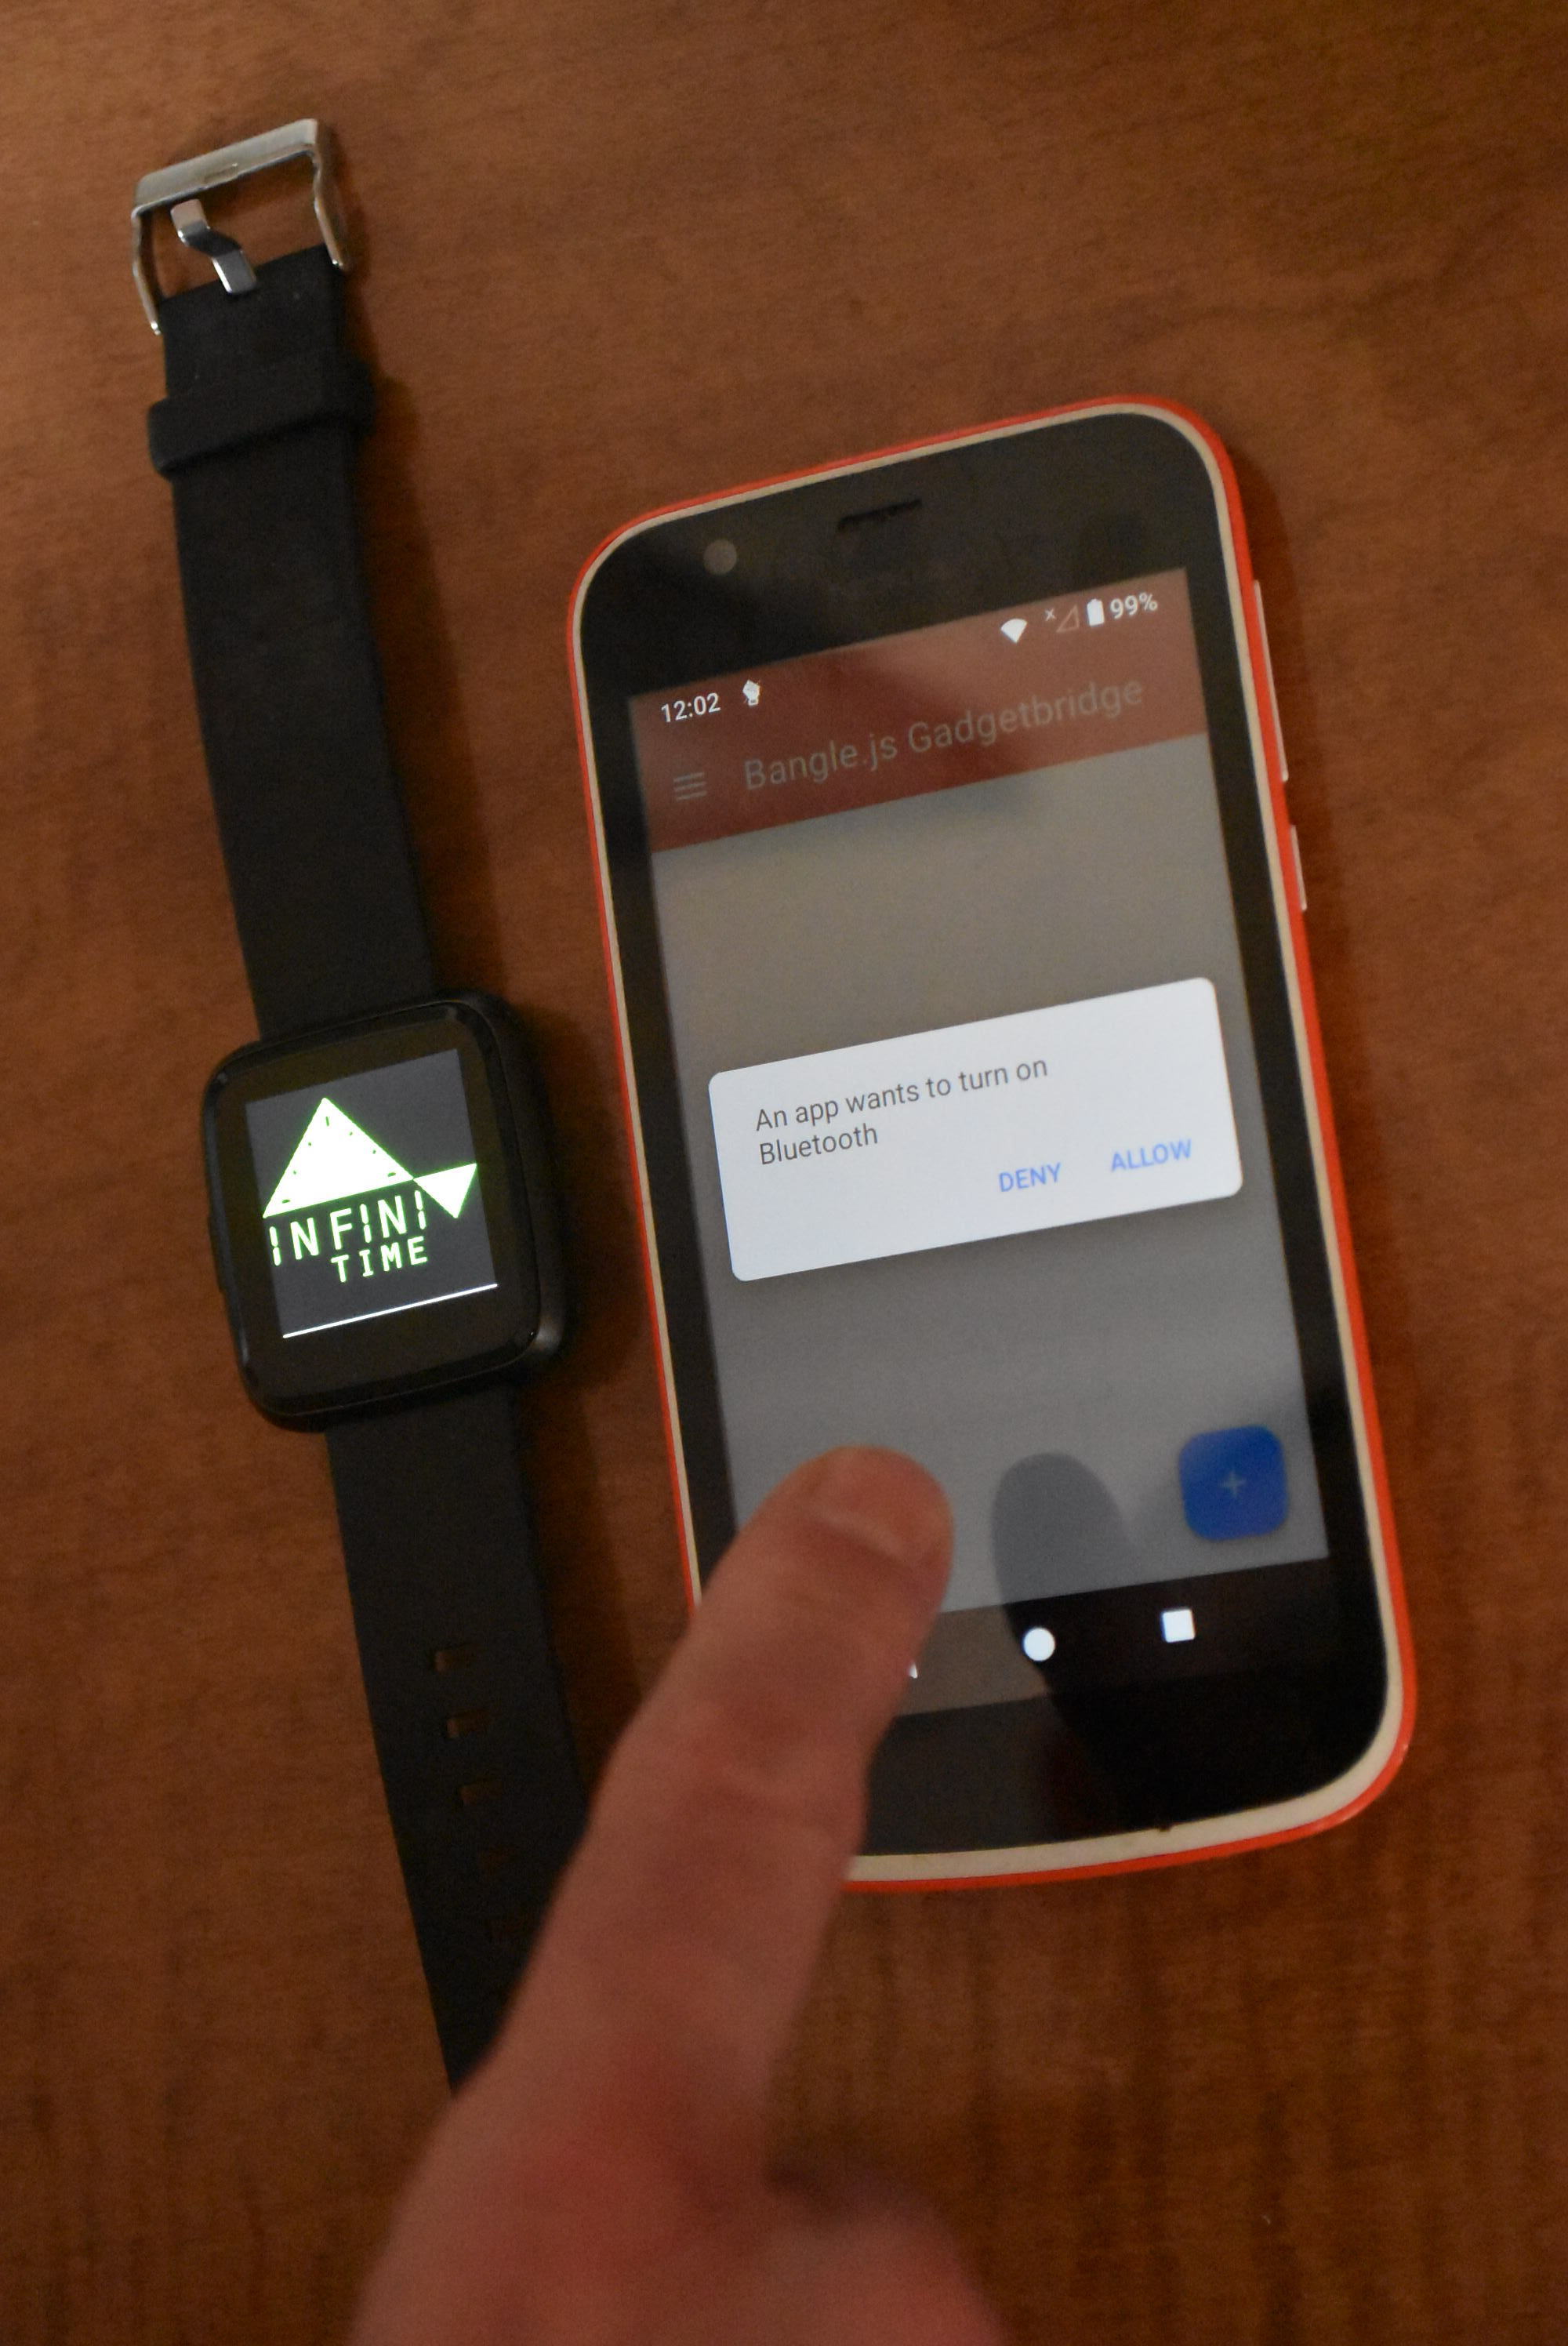 12:02 99%
Bangle.js Gadgetbridge
An app wants to turn on
Bluetooth
DENY ALLOW
INFINI
TIME